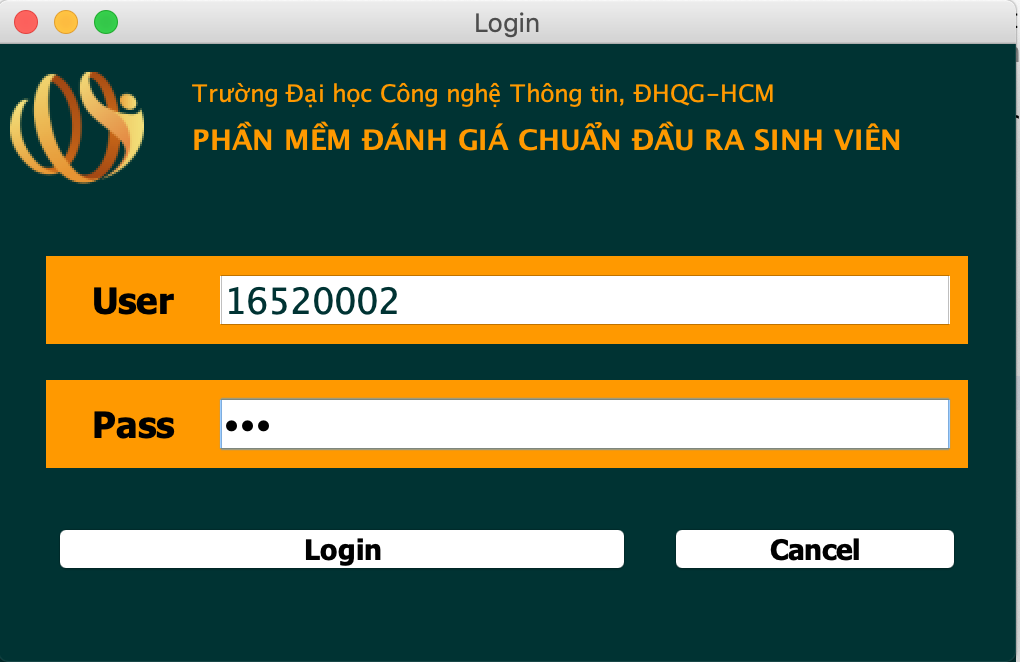 Login
Trường Đại học Công nghệ Thông tin, ĐHQG-HCM
PHẦN MỀM ĐÁNH GIÁ CHUẨN ĐẦU RA SINH VIÊN
User 16520002
Pass •••
Login Cancel